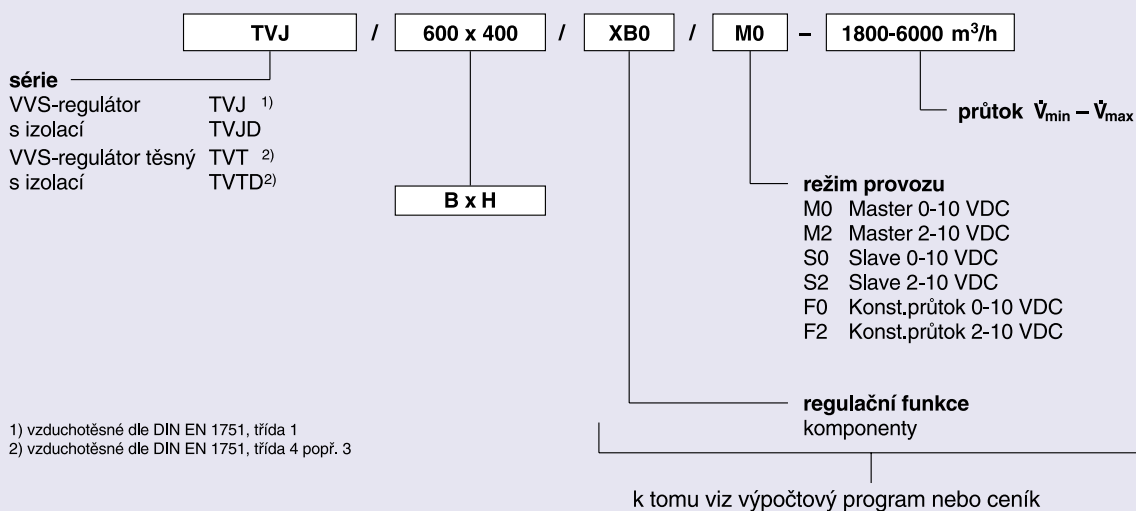 TVJ / 600 x 400 / XB0 / M0 – 1800-6000 m³/h
série
VVS-regulátor TVJ 1)
s izolací TVJD
VVS-regulátor těsný TVT 2)
s izolací TVTD2)
B x H
průtok V̇min – V̇max
režim provozu
M0 Master 0-10 VDC
M2 Master 2-10 VDC
S0 Slave 0-10 VDC
S2 Slave 2-10 VDC
F0 Konst.průtok 0-10 VDC
F2 Konst.průtok 2-10 VDC
regulační funkce
komponenty
1) vzduchotěsné dle DIN EN 1751, třída 1
2) vzduchotěsné dle DIN EN 1751, třída 4 popř. 3
k tomu viz výpočtový program nebo ceník